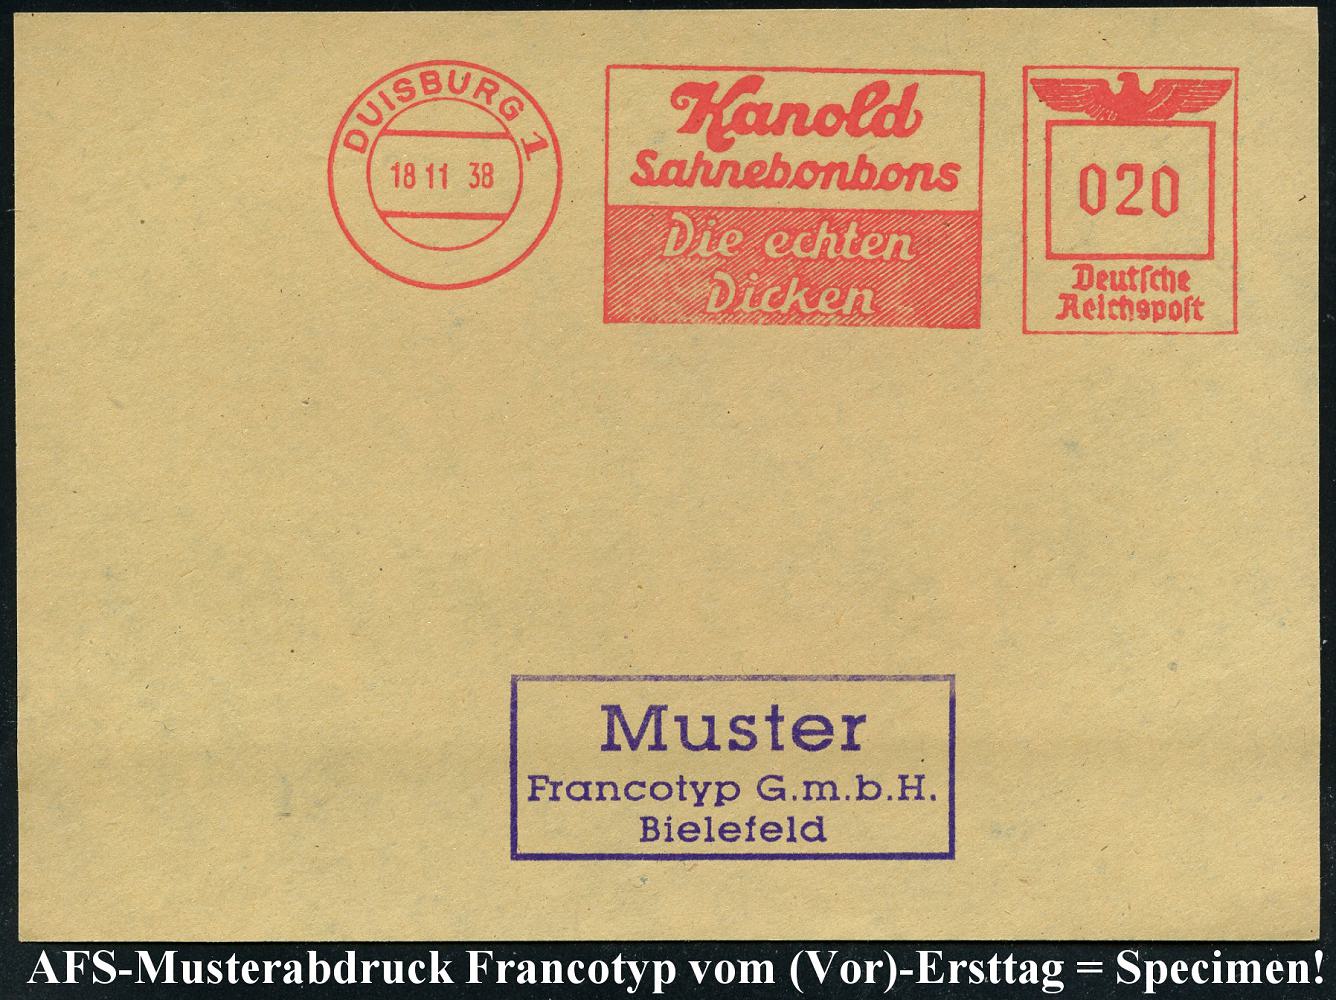 DUISBURG 1
18 11 38
Kanold
Sahnebonbons
Die echten
Dicken
020
Deutsche
Reichspost
Muster
Francotyp G.m.b.H.
Bielefeld
AFS-Musterabdruck Francotyp vom (Vor)-Ersttag = Specimen!